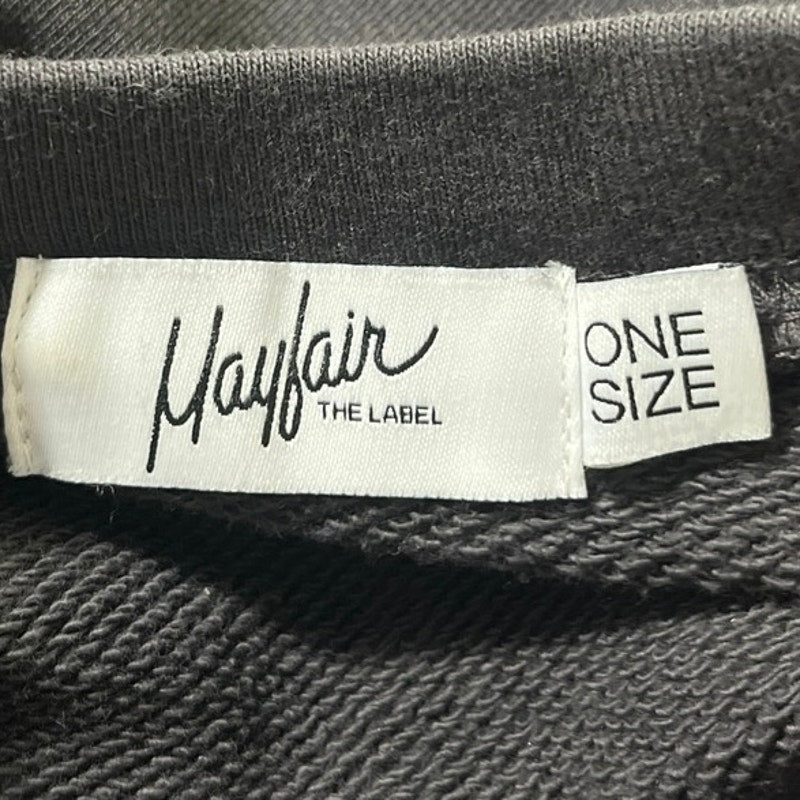 Mayfair
THE LABEL
ONE
SIZE